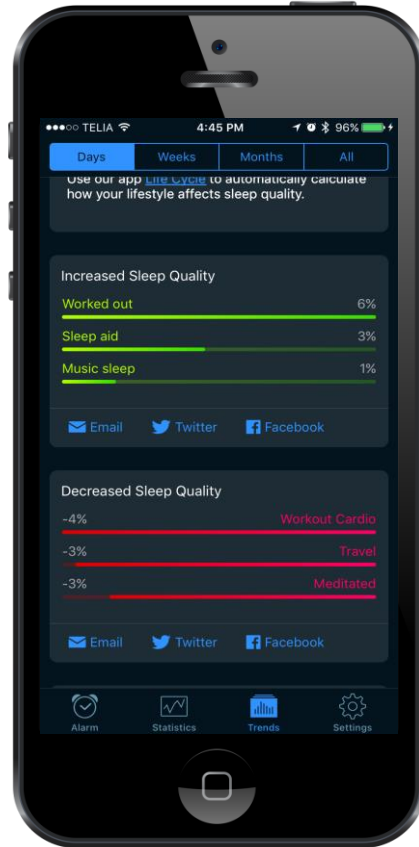 TELIA
4:45 PM
96%
Days
Weeks
Months
All
Use our app Life Cycle to automatically calculate
how your lifestyle affects sleep quality.
Increased Sleep Quality
Worked out 6%
Sleep aid 3%
Music sleep 1%
Email
Twitter
Facebook
Decreased Sleep Quality
-4% Workout Cardio
-3% Travel
-3% Meditated
Email
Twitter
Facebook
Alarm
Statistics
Trends
Settings